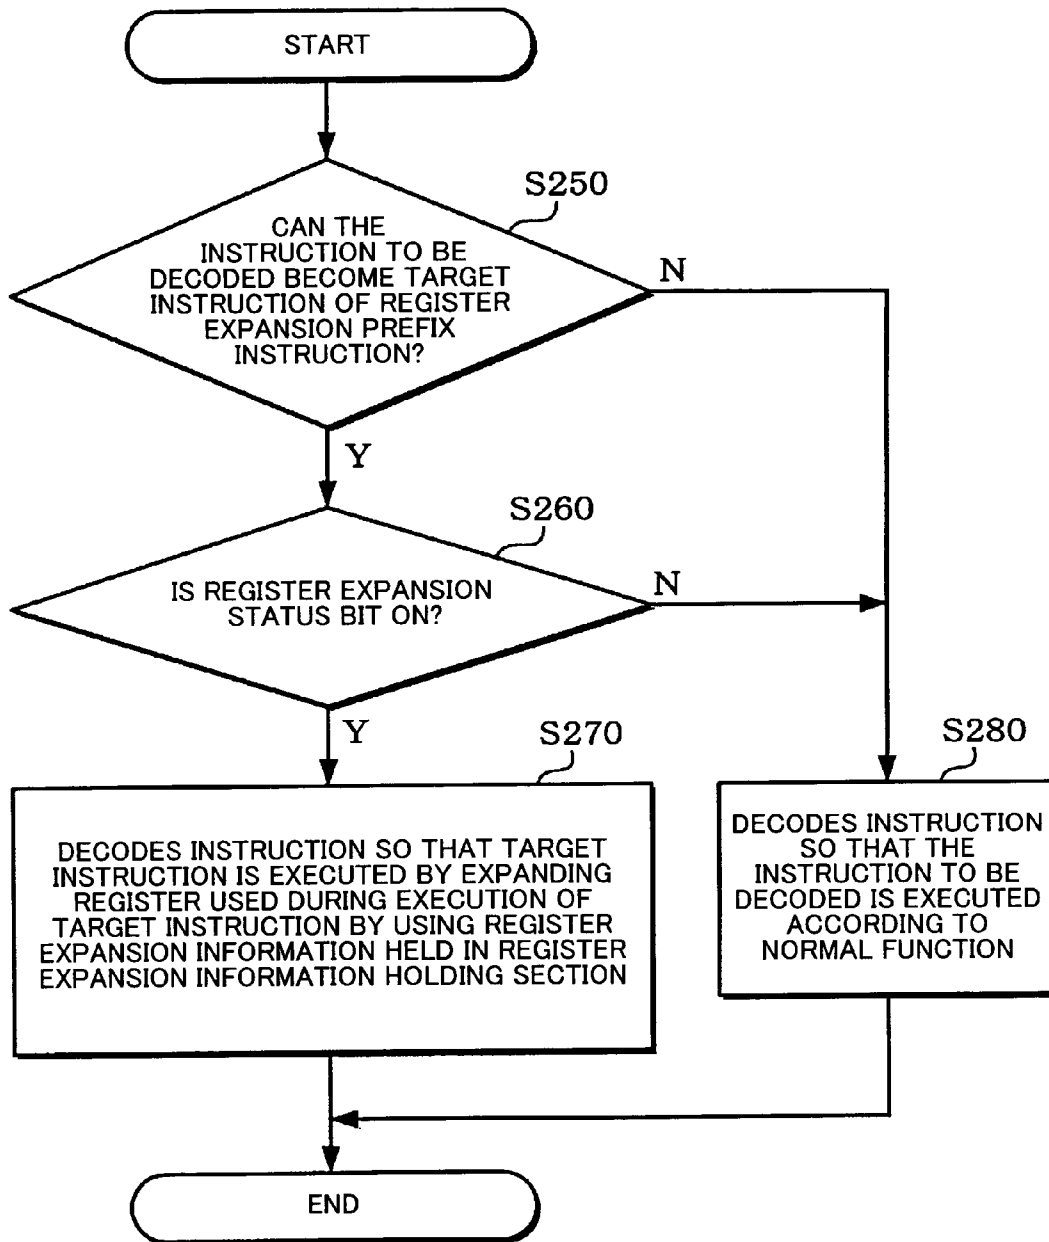 START
S250
CAN THE
INSTRUCTION TO BE
DECODED BECOME TARGET
INSTRUCTION OF REGISTER
EXPANSION PREFIX
INSTRUCTION?
N
Y
S260
IS REGISTER EXPANSION
STATUS BIT ON?
N
Y
S270
DECODES INSTRUCTION SO THAT TARGET
INSTRUCTION IS EXECUTED BY EXPANDING
REGISTER USED DURING EXECUTION OF
TARGET INSTRUCTION BY USING REGISTER
EXPANSION INFORMATION HELD IN REGISTER
EXPANSION INFORMATION HOLDING SECTION
S280
DECODES INSTRUCTION
SO THAT THE
INSTRUCTION TO BE
DECODED IS EXECUTED
ACCORDING TO
NORMAL FUNCTION
END